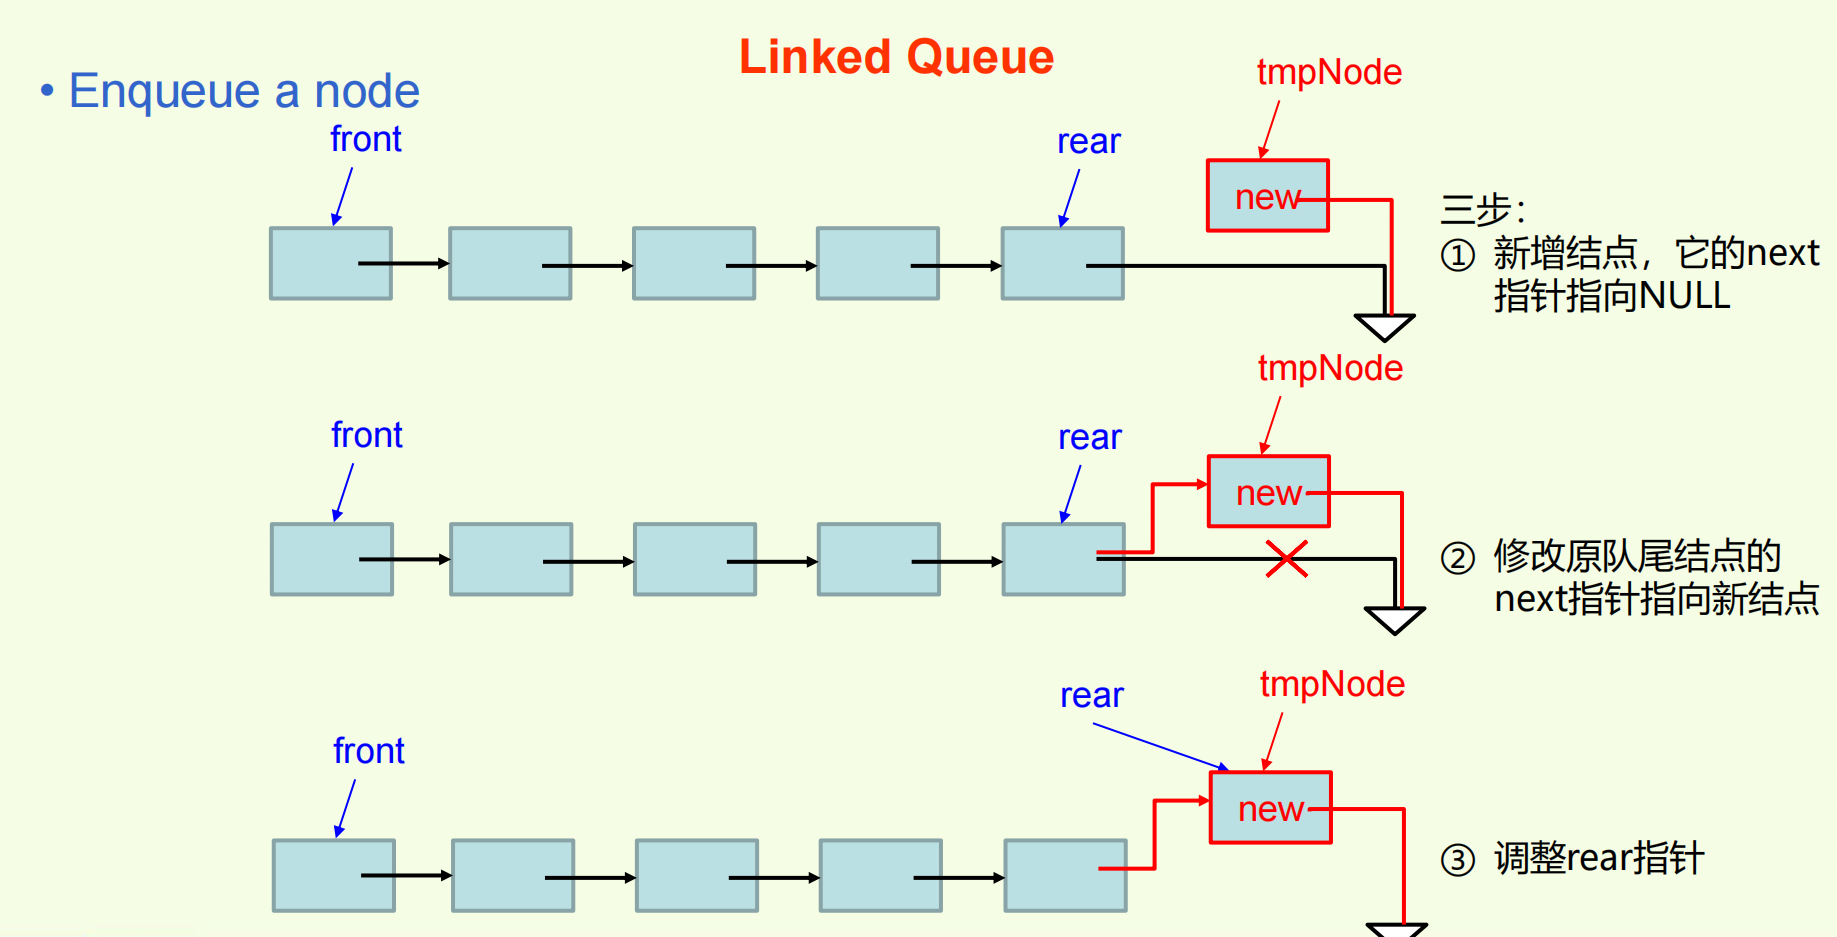 Linked Queue
• Enqueue a node
tmpNode
front
rear
new
三步：
① 新增结点，它的next
指针指向NULL
tmpNode
front
rear
new
② 修改原队尾结点的
next指针指向新结点
tmpNode
rear
front
new
③ 调整rear指针